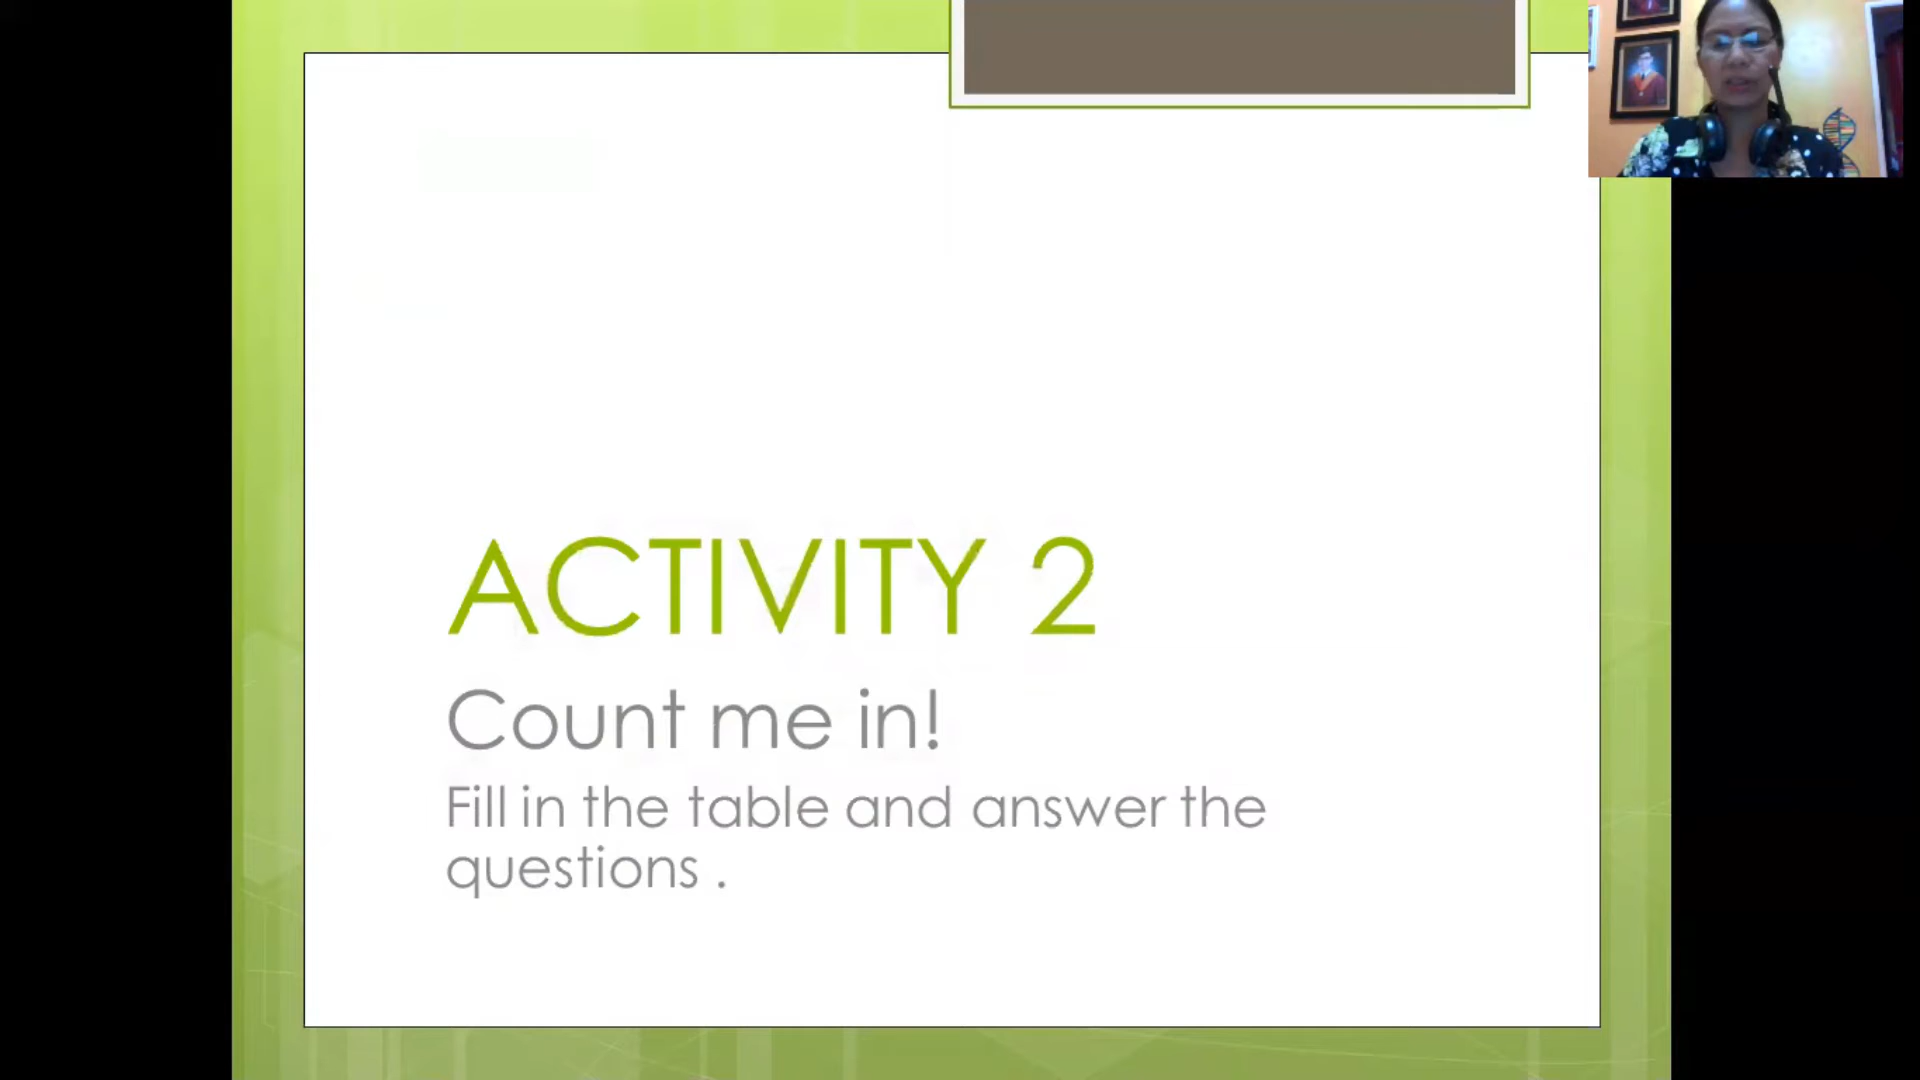 ACTIVITY 2
Count me in!
Fill in the table and answer the
questions .